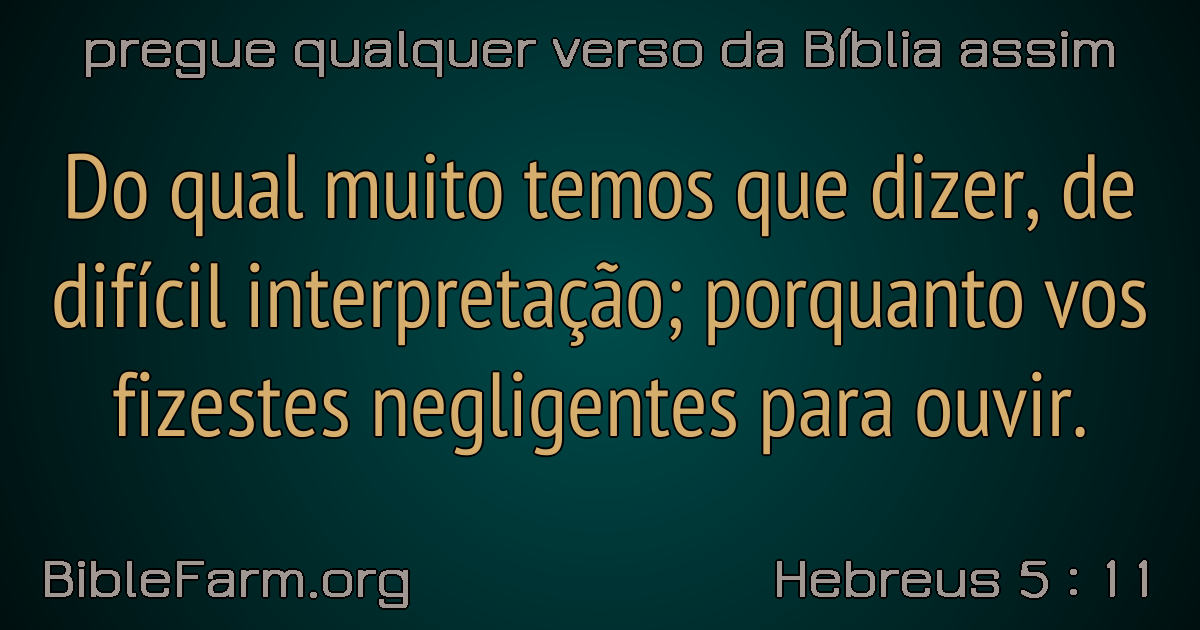 pregue qualquer verso da Bíblia assim
Do qual muito temos que dizer, de
difícil interpretação; porquanto vos
fizestes negligentes para ouvir.
BibleFarm.org
Hebreus 5 : 11